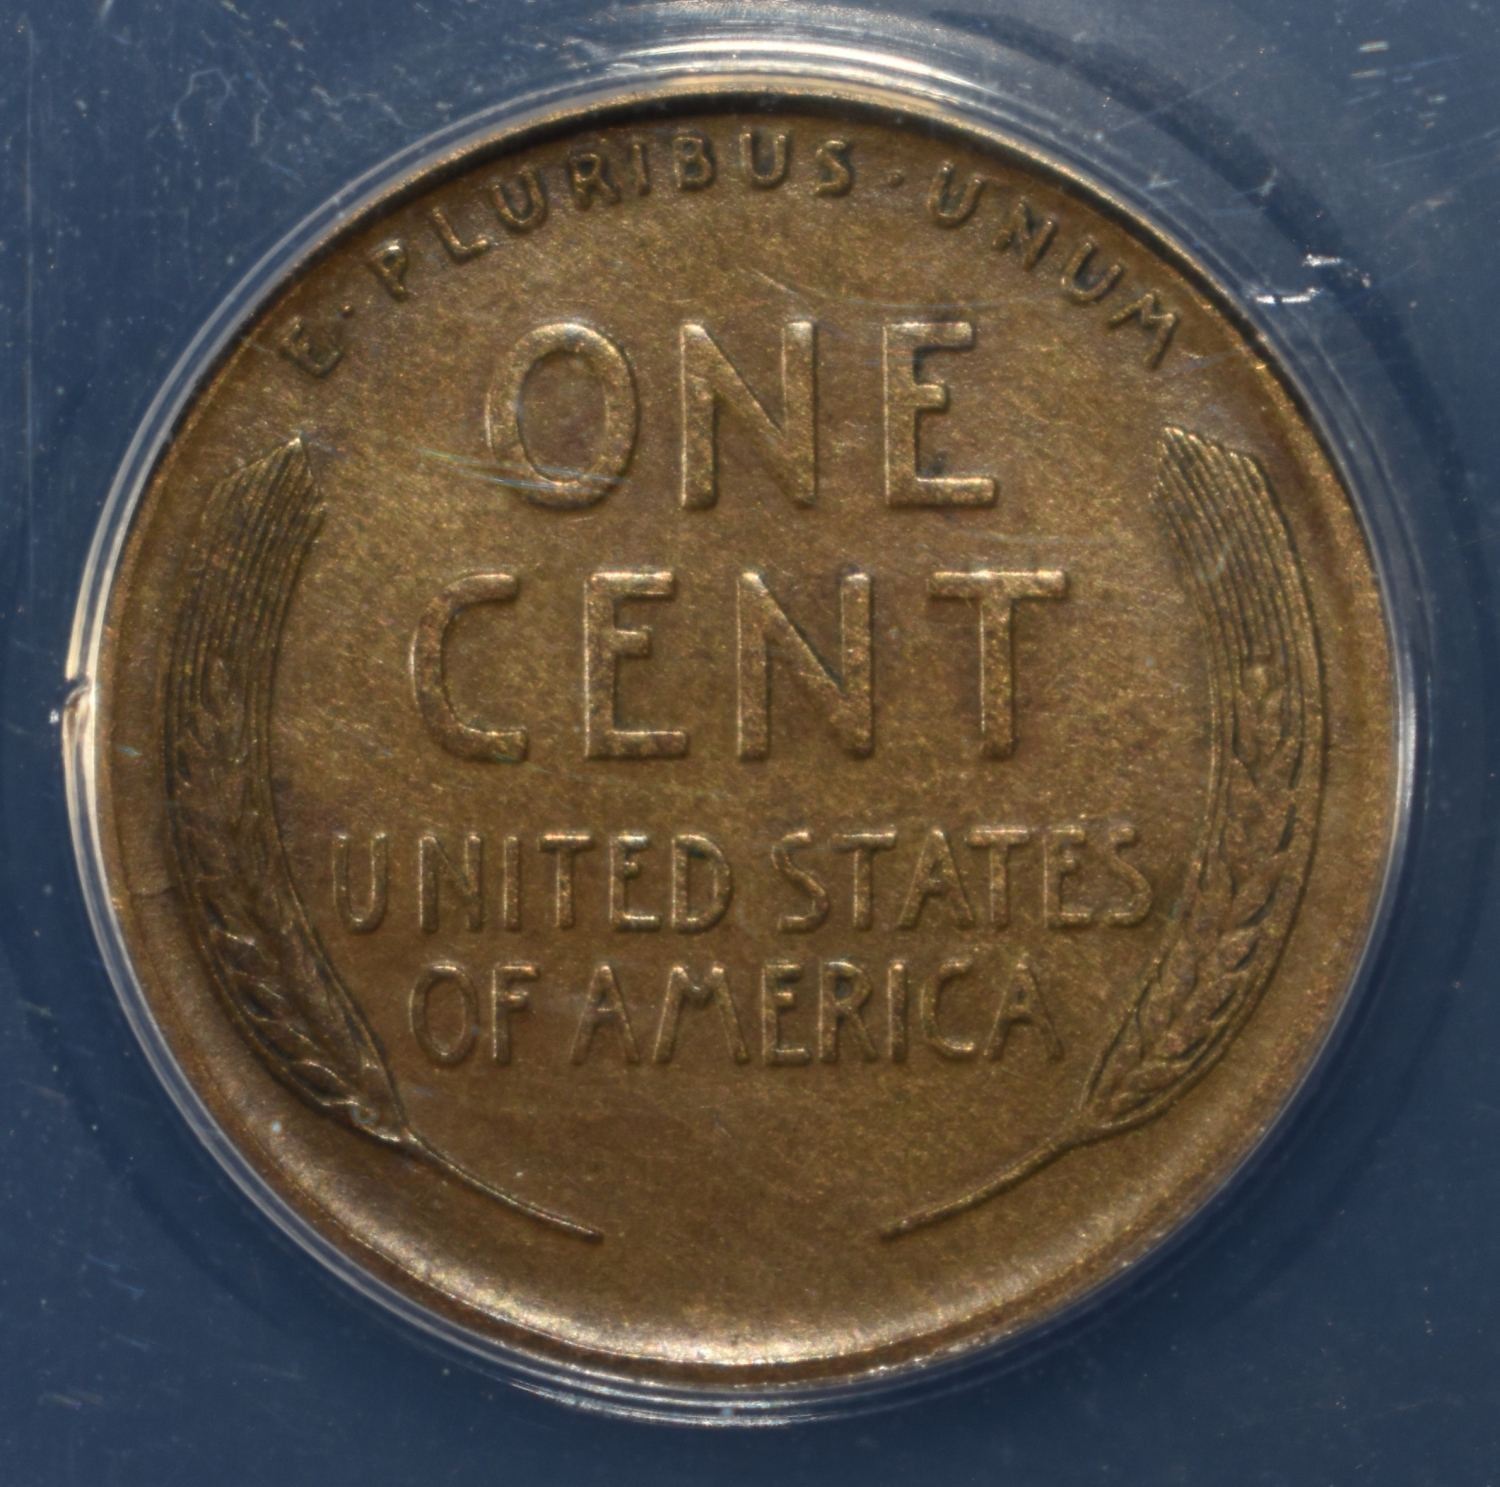 E·PLURIBUS·UNUM
ONE
CENT
UNITED STATES
OF AMERICA